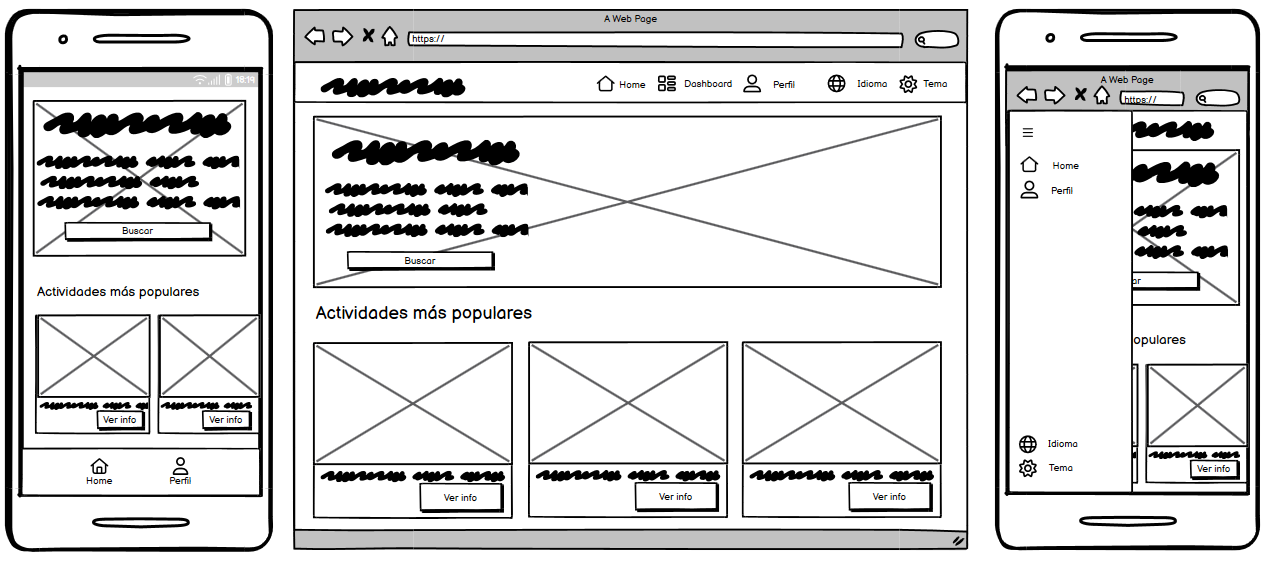 18:19
Buscar
Actividades más populares
Ver info
Ver info
Home
Perfil
A Web Page
https://
Home
Dashboard
Perfil
Idioma
Tema
Buscar
Actividades más populares
Ver info
Ver info
Ver info
A Web Page
https://
Home
Perfil
ar
opulares
Idioma
Tema
Ver info